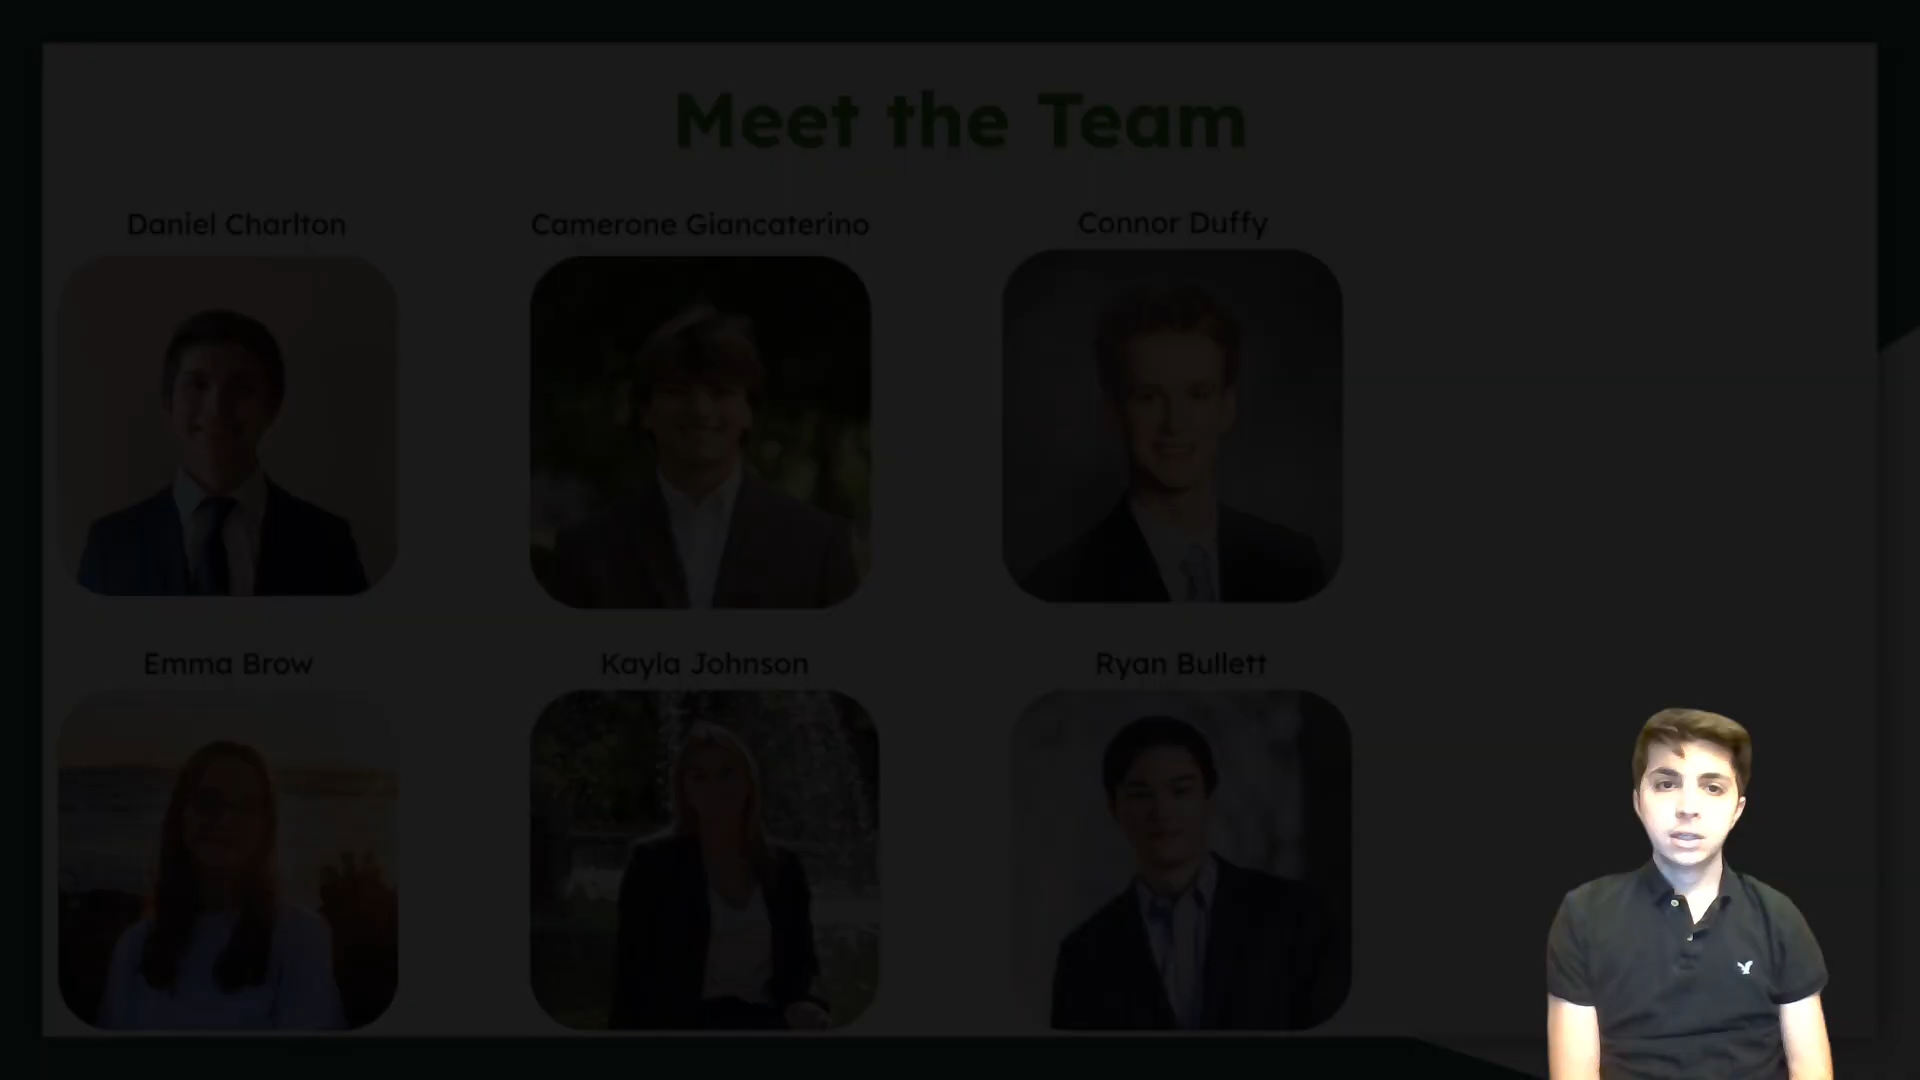 Meet the Team
Daniel Charlton
Camerone Giancaterino
Connor Duffy
Emma Brow
Kayla Johnson
Ryan Bullett